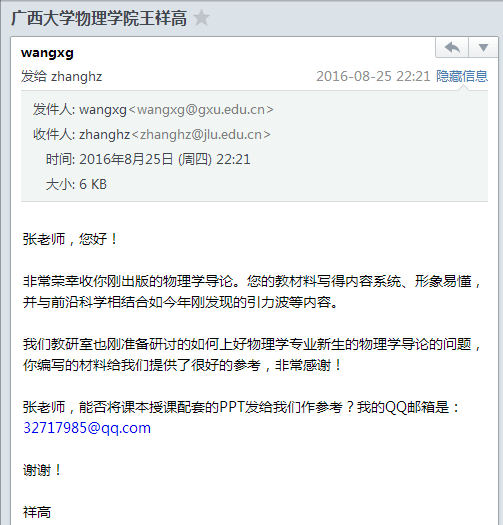 广西大学物理学院王祥高
wangxg
发给 zhanghz 2016-08-25 22:21 隐藏信息
发件人: wangxg<wangxg@gxu.edu.cn>
收件人: zhanghz<zhanghz@jlu.edu.cn>
时间: 2016年8月25日 (周四) 22:21
大小: 6 KB
张老师，您好！
非常荣幸收你刚出版的物理学导论。您的教材料写得内容系统、形象易懂，
并与前沿科学相结合如今年刚发现的引力波等内容。
我们教研室也刚准备研讨的如何上好物理学专业新生的物理学导论的问题，
你编写的材料给我们提供了很好的参考，非常感谢！
张老师，能否将课本授课配套的PPT发给我们作参考？我的QQ邮箱是：
32717985@qq.com
谢谢！
祥高